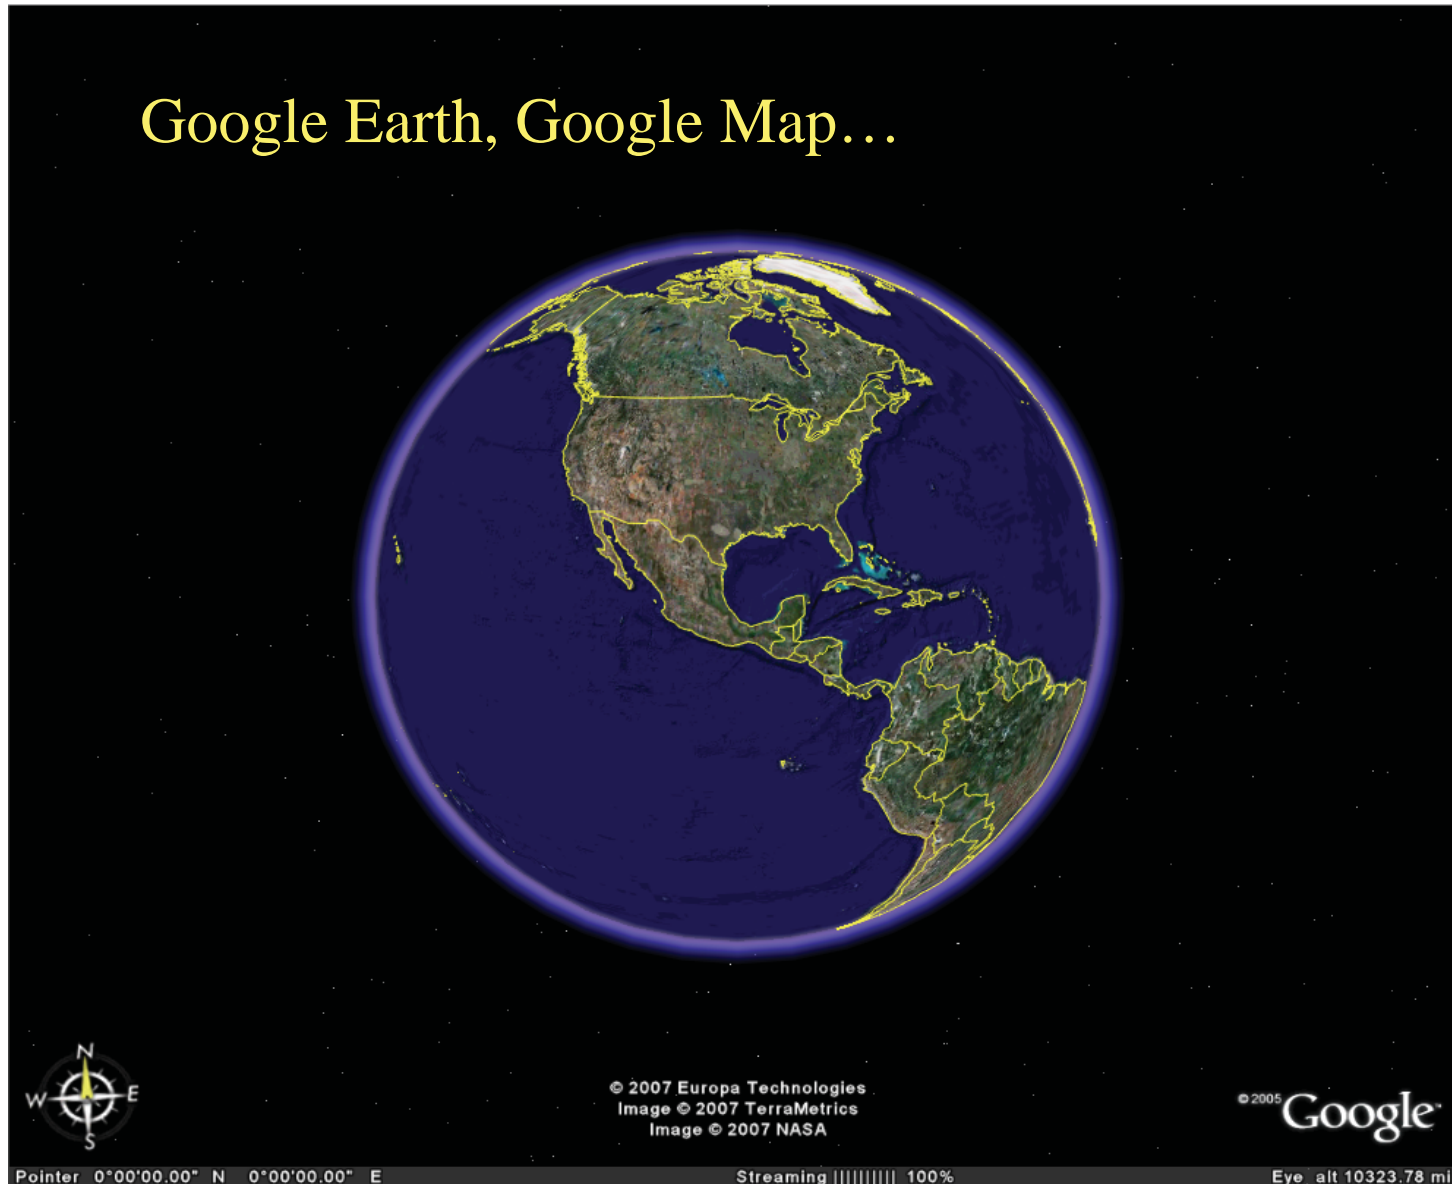 Google Earth, Google Map…
N
W E
S
© 2007 Europa Technologies
Image © 2007 TerraMetrics
Image © 2007 NASA
©2005 Google™
Pointer 0°00'00.00" N 0°00'00.00" E Streaming |||||||||| 100% Eye alt 10323.78 mi